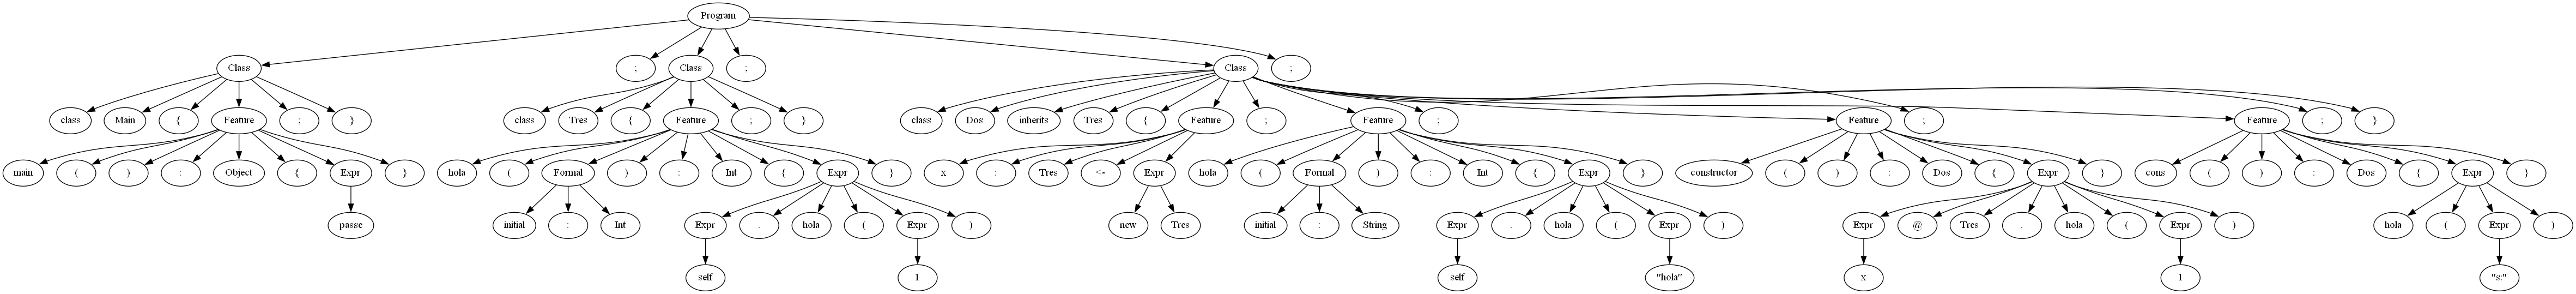 Program
Class ; Class ; Class ;
class Main { Feature ; } class Tres { Feature ; } class Dos inherits Tres { Feature ; Feature ; Feature ; Feature ; }
main ( ) : Object { Expr } hola ( Formal ) : Int { Expr } x : Tres <- Expr hola ( Formal ) : Int { Expr } constructor ( ) : Dos { Expr } cons ( ) : Dos { Expr }
passe initial : Int Expr . hola ( Expr ) new Tres initial : String Expr . hola ( Expr ) Expr @ Tres . hola ( Expr ) hola ( Expr )
self 1 self "hola" x 1 "s:"